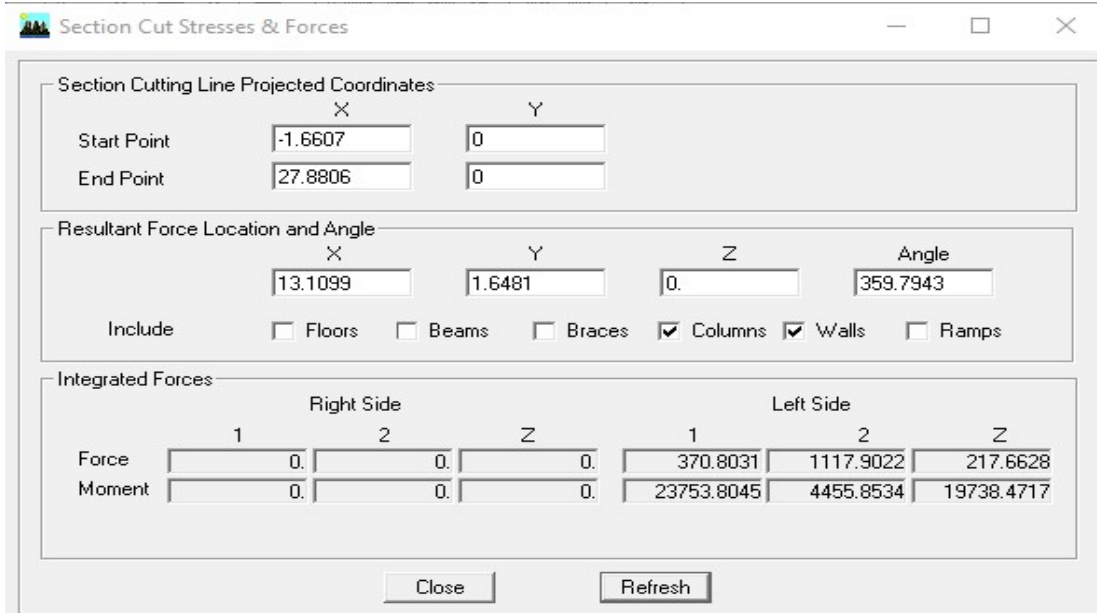 Section Cut Stresses & Forces
Section Cutting Line Projected Coordinates
X Y
Start Point -1.6607 0
End Point 27.8806 0
Resultant Force Location and Angle
X Y Z Angle
13.1099 1.6481 0. 359.7943
Include Floors Beams Braces Columns Walls Ramps
Integrated Forces
Right Side Left Side
1 2 Z 1 2 Z
Force 0. 0. 0. 370.8031 1117.9022 217.6628
Moment 0. 0. 0. 23753.8045 4455.8534 19738.4717
Close Refresh